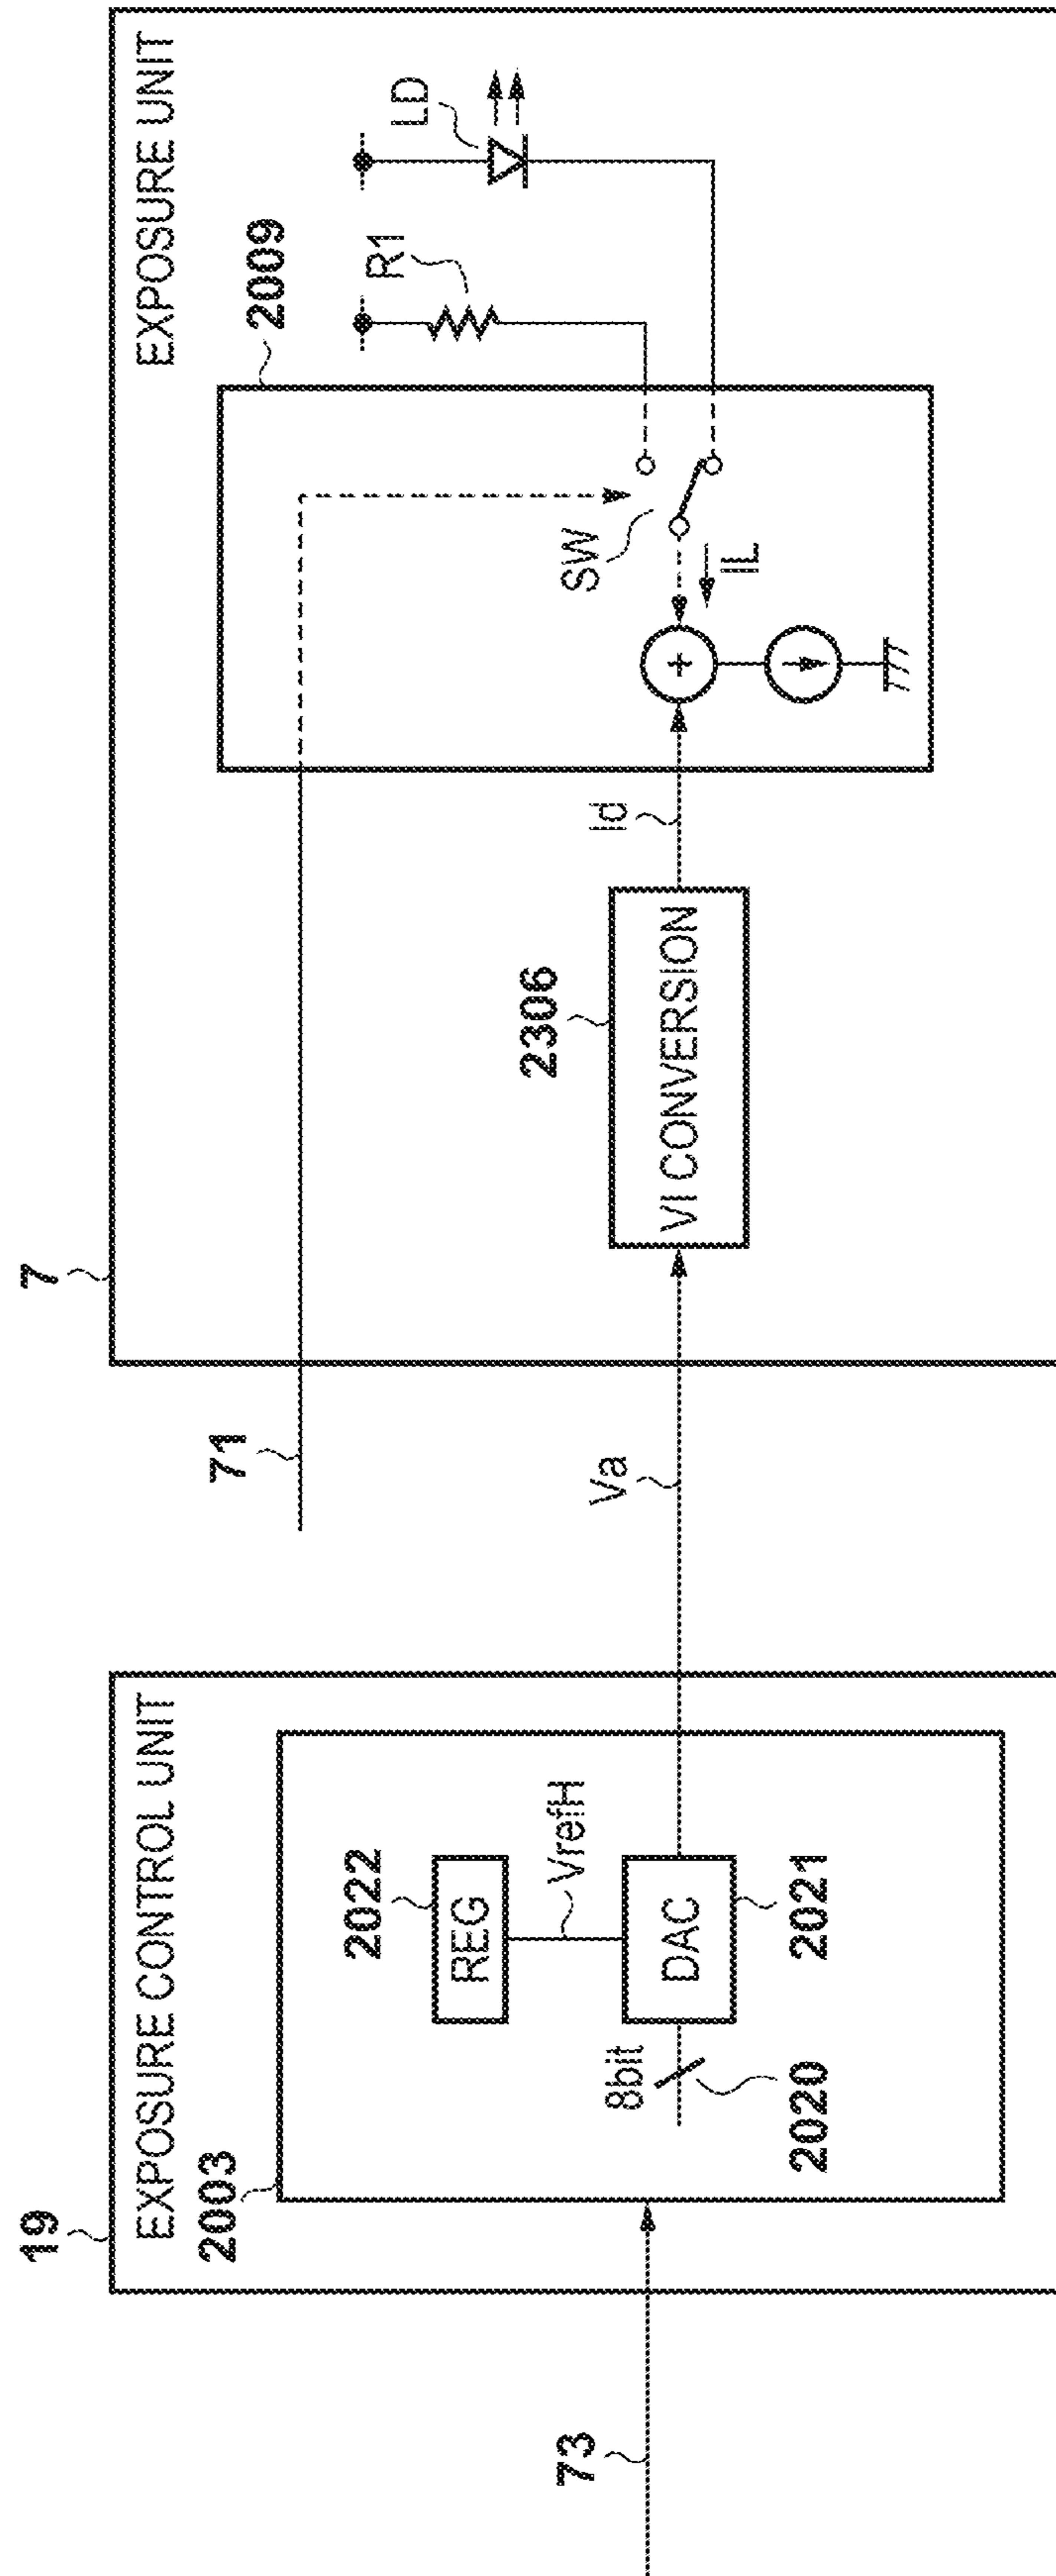 19
EXPOSURE CONTROL UNIT
2003
2022
REG
VrefH
8bit
DAC
2020
2021
73
71
Va
7
EXPOSURE UNIT
2009
2306
VI CONVERSION
Id
SW
IL
R1
LD